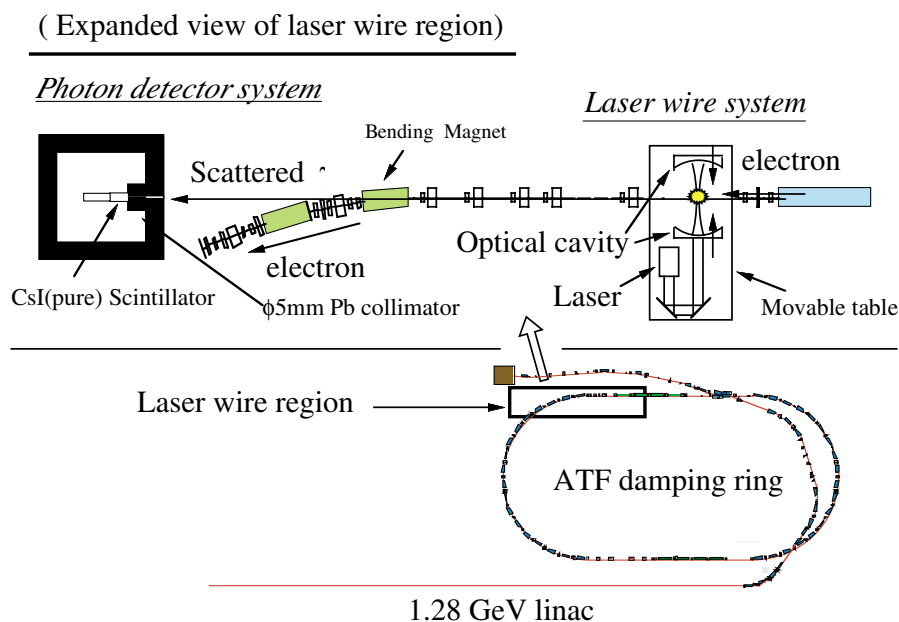 ( Expanded view of laser wire region)
Photon detector system
Laser wire system
Bending Magnet
Scattered
electron
Optical cavity
electron
Laser
CsI(pure) Scintillator
ϕ5mm Pb collimator
Movable table
Laser wire region
ATF damping ring
1.28 GeV linac